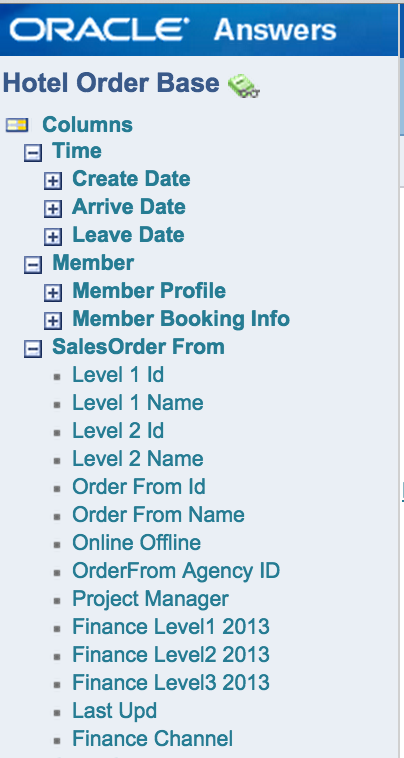 ORACLE Answers
Hotel Order Base
Columns
Time
Create Date
Arrive Date
Leave Date
Member
Member Profile
Member Booking Info
SalesOrder From
Level 1 Id
Level 1 Name
Level 2 Id
Level 2 Name
Order From Id
Order From Name
Online Offline
OrderFrom Agency ID
Project Manager
Finance Level1 2013
Finance Level2 2013
Finance Level3 2013
Last Upd
Finance Channel